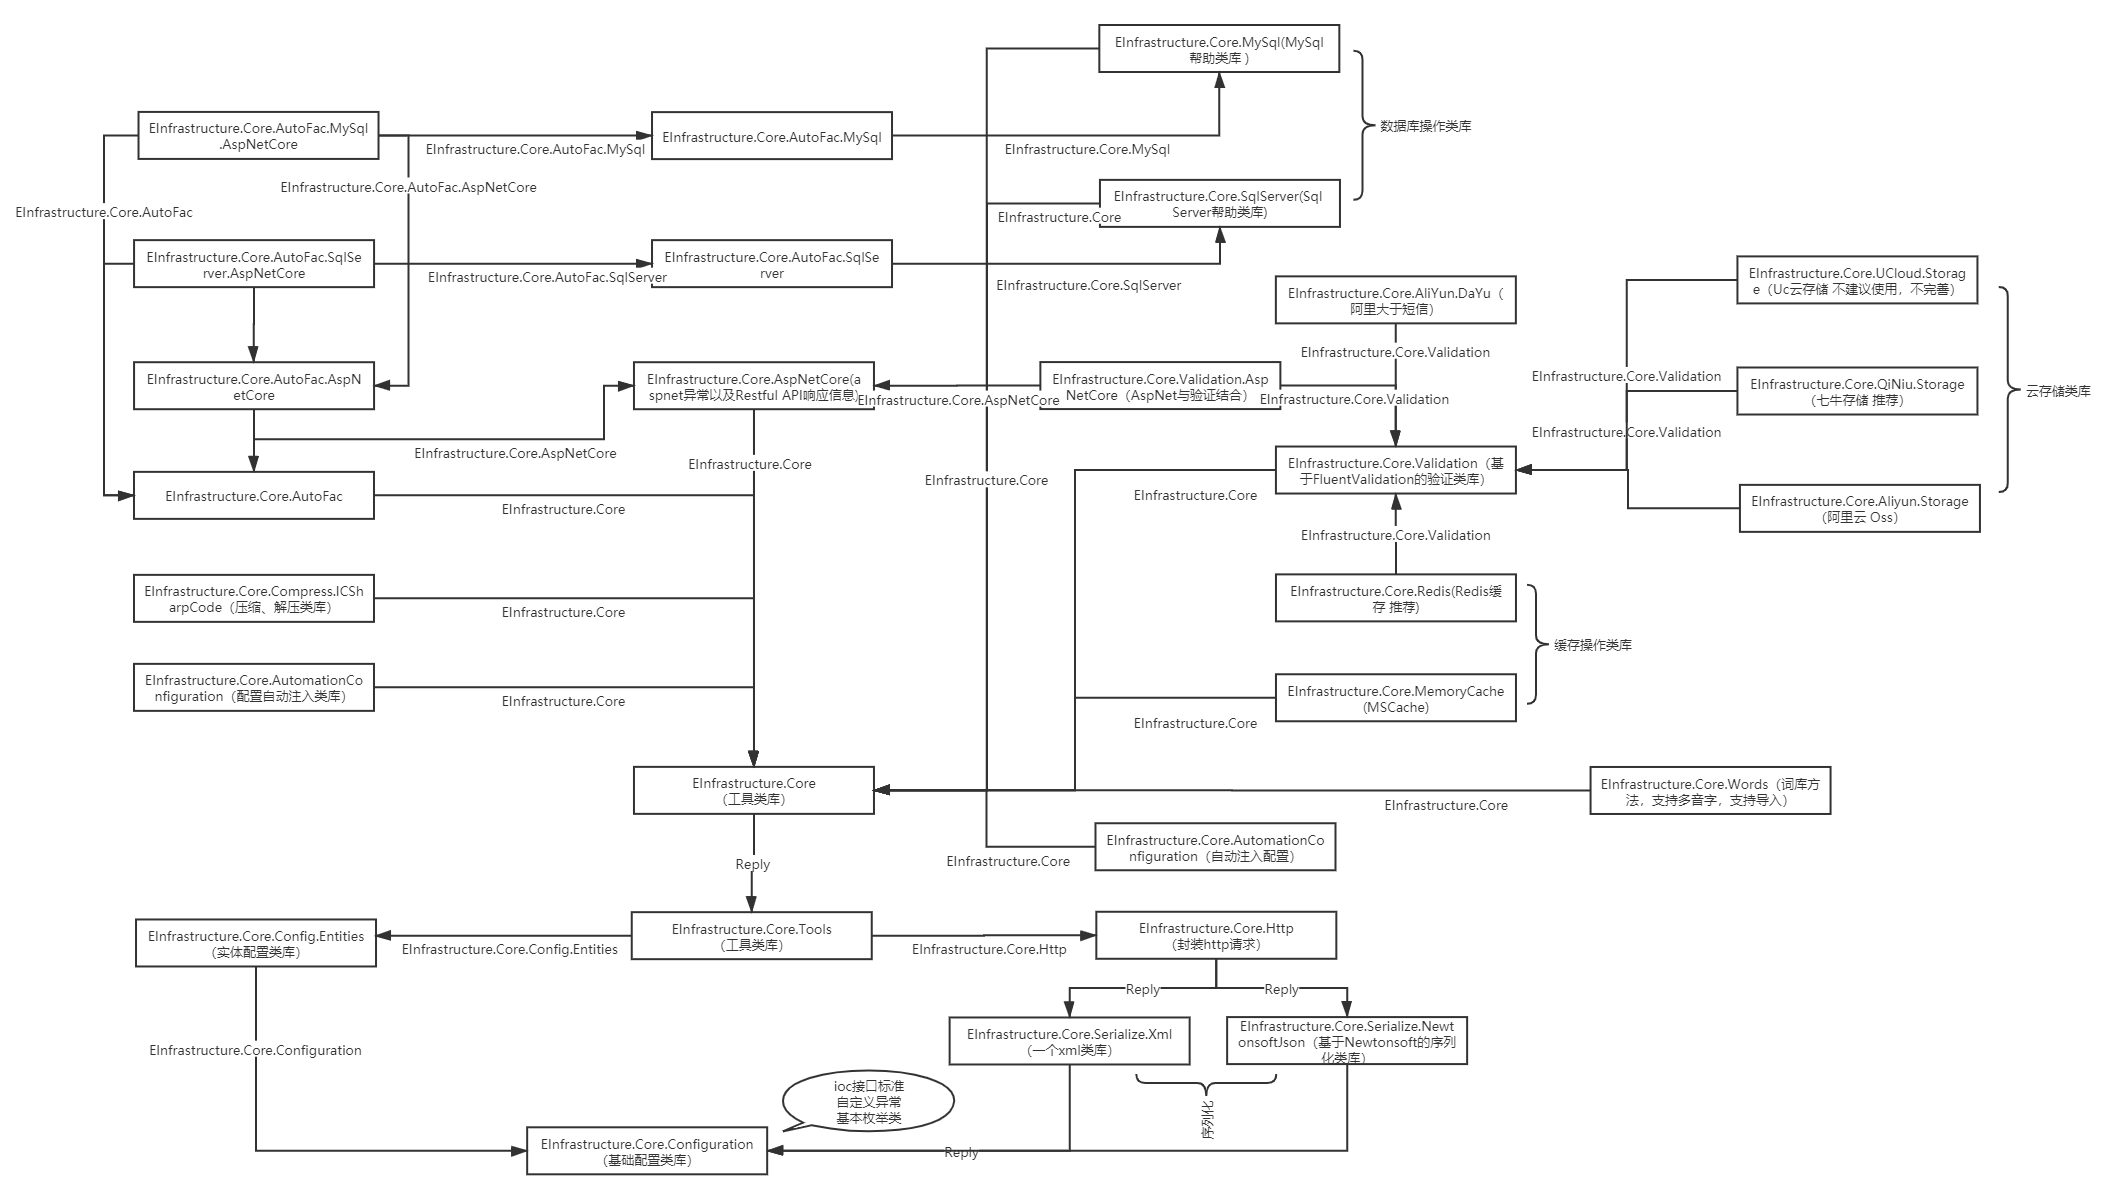 EInfrastructure.Core.MySql(MySql
帮助类库 )
数据库操作类库
EInfrastructure.Core.AutoFac.MySql
.AspNetCore
EInfrastructure.Core.AutoFac.MySql
EInfrastructure.Core.AutoFac.MySql
EInfrastructure.Core.MySql
EInfrastructure.Core.AutoFac.AspNetCore
EInfrastructure.Core.AutoFac
EInfrastructure.Core.SqlServer(Sql
Server帮助类库)
EInfrastructure.Core
EInfrastructure.Core.AutoFac.SqlSe
rver.AspNetCore
EInfrastructure.Core.AutoFac.SqlServer
EInfrastructure.Core.AutoFac.SqlSe
rver
EInfrastructure.Core.SqlServer
EInfrastructure.Core.AliYun.DaYu（
阿里大于短信）
EInfrastructure.Core.UCloud.Storag
e（Uc云存储 不建议使用，不完善）
EInfrastructure.Core.Validation
EInfrastructure.Core.AutoFac.AspN
etCore
EInfrastructure.Core.AspNetCore(a
spnet异常以及Restful API响应信息)
EInfrastructure.Core.AspNetCore
EInfrastructure.Core.Validation.Asp
NetCore（AspNet与验证结合）
EInfrastructure.Core.Validation
EInfrastructure.Core.Validation
EInfrastructure.Core.QiNiu.Storage
（七牛存储 推荐）
云存储类库
EInfrastructure.Core.Validation
EInfrastructure.Core.AspNetCore
EInfrastructure.Core
EInfrastructure.Core
EInfrastructure.Core.Validation（基
于FluentValidation的验证类库）
EInfrastructure.Core.AutoFac
EInfrastructure.Core
EInfrastructure.Core
EInfrastructure.Core.Aliyun.Storage
（阿里云 Oss）
EInfrastructure.Core.Validation
EInfrastructure.Core.Compress.ICSh
arpCode（压缩、解压类库）
EInfrastructure.Core
EInfrastructure.Core.Redis(Redis缓
存 推荐)
缓存操作类库
EInfrastructure.Core.AutomationCo
nfiguration（配置自动注入类库）
EInfrastructure.Core
EInfrastructure.Core.MemoryCache
(MSCache)
EInfrastructure.Core
EInfrastructure.Core
（工具类库）
EInfrastructure.Core.Words（词库方
法，支持多音字，支持导入）
EInfrastructure.Core
EInfrastructure.Core.AutomationCo
nfiguration（自动注入配置）
EInfrastructure.Core
Reply
EInfrastructure.Core.Config.Entities
（实体配置类库）
EInfrastructure.Core.Config.Entities
EInfrastructure.Core.Tools
（工具类库）
EInfrastructure.Core.Http
EInfrastructure.Core.Http
（封装http请求）
Reply
Reply
EInfrastructure.Core.Serialize.Xml
（一个xml类库）
EInfrastructure.Core.Serialize.Newt
onsoftJson（基于Newtonsoft的序列
化类库）
EInfrastructure.Core.Configuration
ioc接口标准
自定义异常
基本枚举类
序列化
EInfrastructure.Core.Configuration
（基础配置类库）
Reply